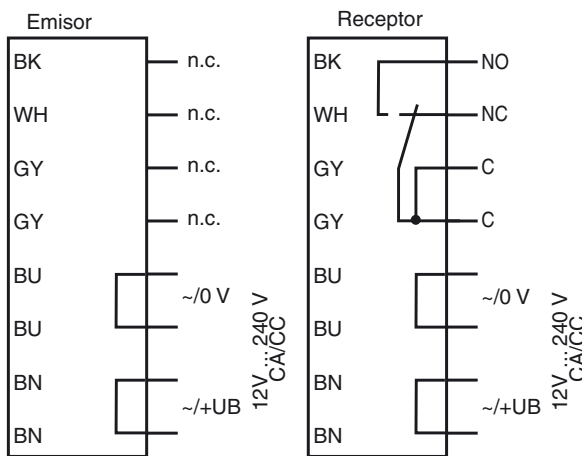 Emisor
BK n.c.
WH n.c.
GY n.c.
GY n.c.
BU
~/0 V
BU
BN
~/+UB
BN
12V ... 240 V
CA/CC
Receptor
BK NO
WH NC
GY C
GY C
BU
~/0 V
BU
BN
~/+UB
BN
12V ... 240 V
CA/CC